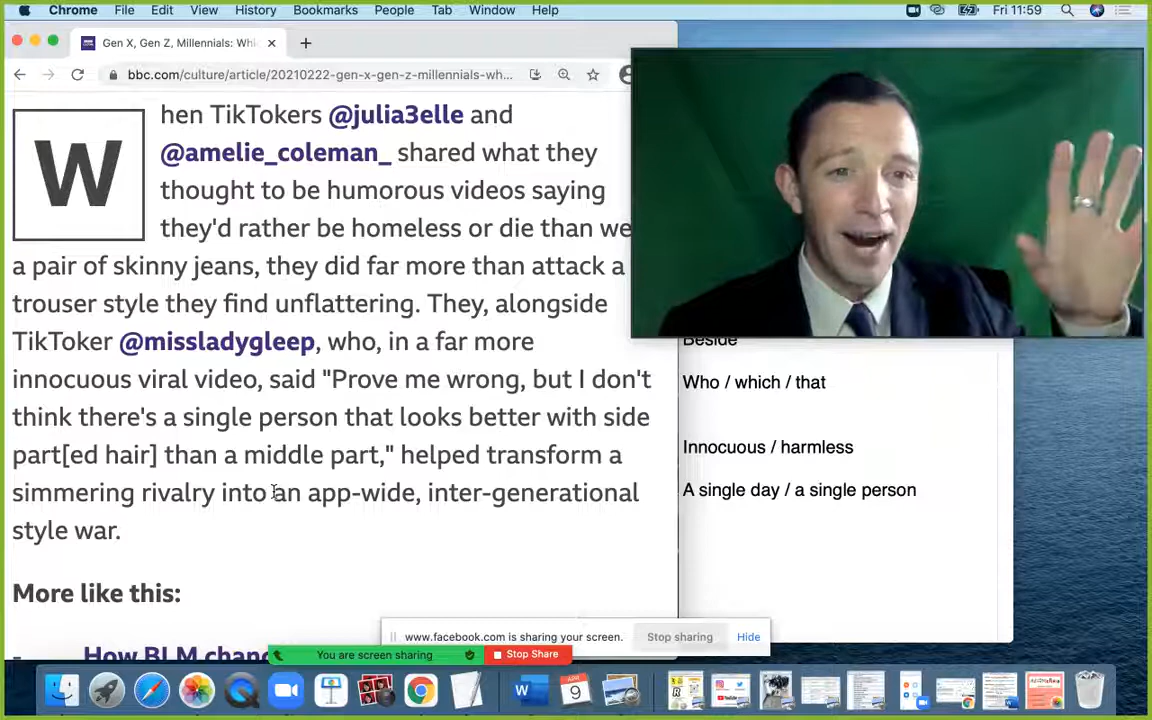 Chrome File Edit View History Bookmarks People Tab Window Help Fri 11:59
Gen X, Gen Z, Millennials: Whi
bbc.com/culture/article/20210222-gen-x-gen-z-millennials-wh...
W
hen TikTokers @julia3elle and
@amelie_coleman_ shared what they
thought to be humorous videos saying
they'd rather be homeless or die than we
a pair of skinny jeans, they did far more than attack a
trouser style they find unflattering. They, alongside
TikToker @missladygleep, who, in a far more
innocuous viral video, said "Prove me wrong, but I don't
think there's a single person that looks better with side
part[ed hair] than a middle part," helped transform a
simmering rivalry into an app-wide, inter-generational
style war.
More like this:
- How BLM chan
Beside
Who / which / that
Innocuous / harmless
A single day / a single person
www.facebook.com is sharing your screen. Stop sharing Hide
You are screen sharing Stop Share
APR
9